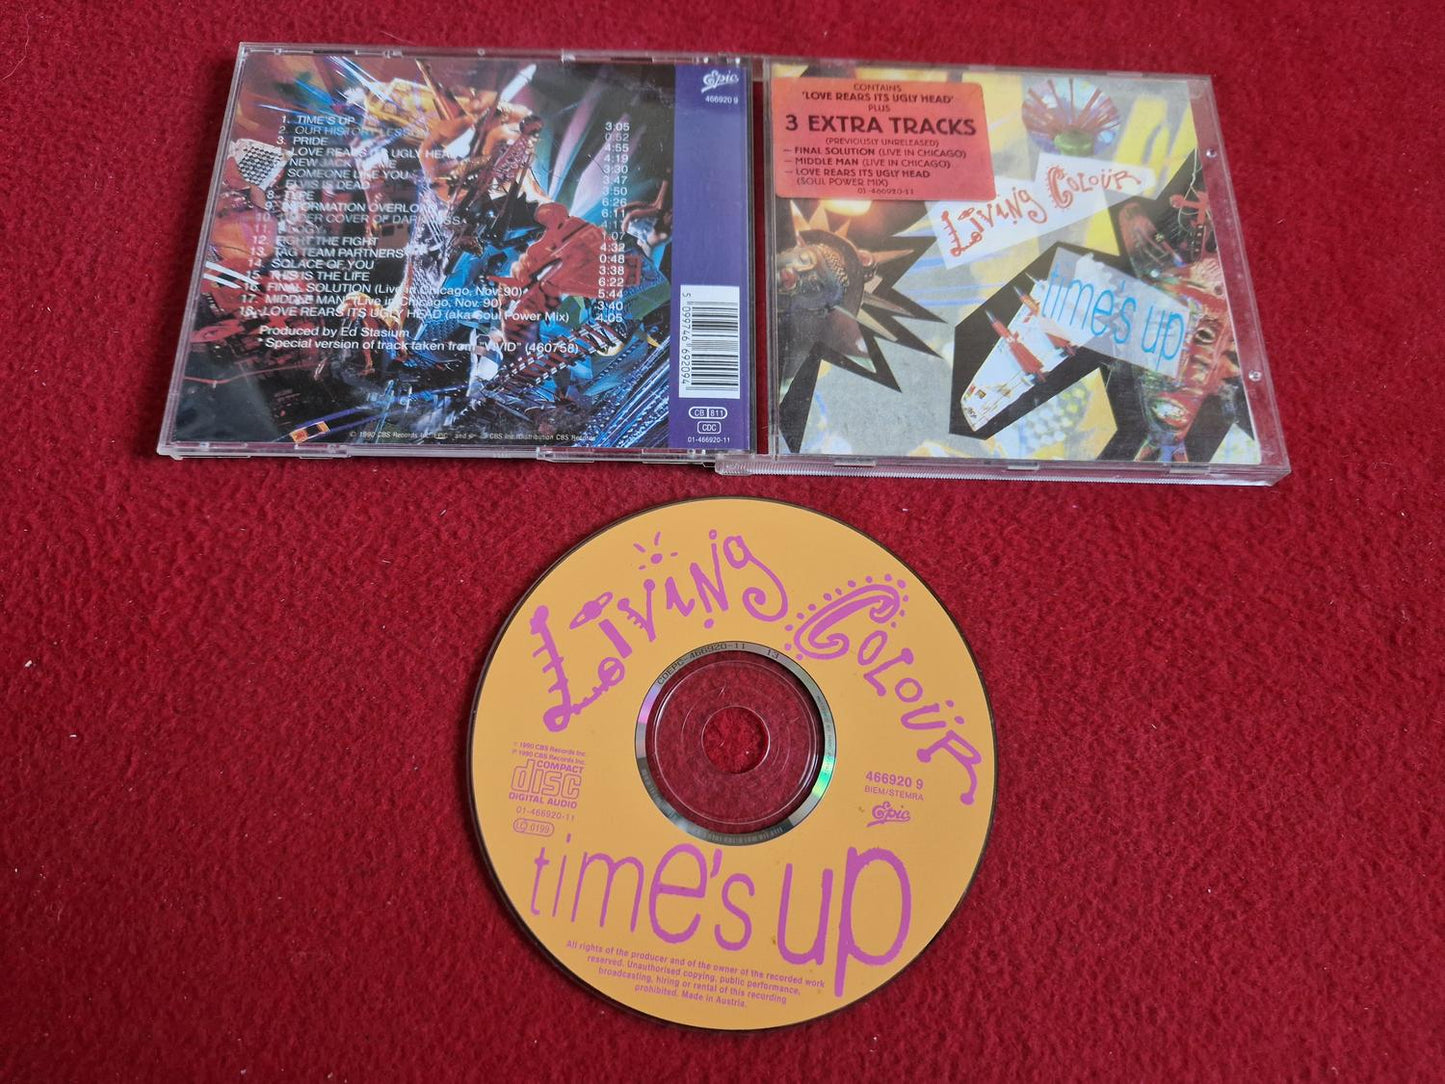 Epic
466920 9
1. TIME'S UP 3:05
2. OUR HISTORY LESSON 0:52
3. PRIDE 4:55
4. LOVE REARS ITS UGLY HEAD 4:19
NEW JACK THEME 3:30
SOMEONE LIKE YOU 3:47
ELVIS IS DEAD 3:50
8. TYPE 6:26
9. INFORMATION OVERLOAD 6:11
10. UNDER COVER OF DARKNESS 4:17
11. OLOGY 1:07
12. FIGHT THE FIGHT 4:32
13. TAG TEAM PARTNERS 0:48
14. SOLACE OF YOU 3:38
15. THIS IS THE LIFE 6:22
16. FINAL SOLUTION (Live in Chicago, Nov. 90) 5:44
17. MIDDLE MAN* (Live in Chicago, Nov. 90) 3:40
18. LOVE REARS ITS UGLY HEAD (aka Soul Power Mix) 4:05
Produced by Ed Stasium
* Special version of track taken from "VIVID" (460758)
5 099746 692094
CB 811
CDC
01-466920-11
CONTAINS
'LOVE REARS ITS UGLY HEAD'
PLUS
3 EXTRA TRACKS
(PREVIOUSLY UNRELEASED)
– FINAL SOLUTION (LIVE IN CHICAGO)
– MIDDLE MAN (LIVE IN CHICAGO)
– LOVE REARS ITS UGLY HEAD
(SOUL POWER MIX)
01-466920-11
LiViNg COLOÜR
time's up
LiViNg COLOÜR
CDEPC-466920-11 13
© 1990 CBS Records Inc.
℗ 1990 CBS Records Inc.
COMPACT
disc
DIGITAL AUDIO
01-466920-11
LC 0199
466920 9
BIEM/STEMRA
Epic
time's up
All rights of the producer and of the owner of the recorded work
reserved. Unauthorised copying, public performance,
broadcasting, hiring or rental of this recording
prohibited. Made in Austria.